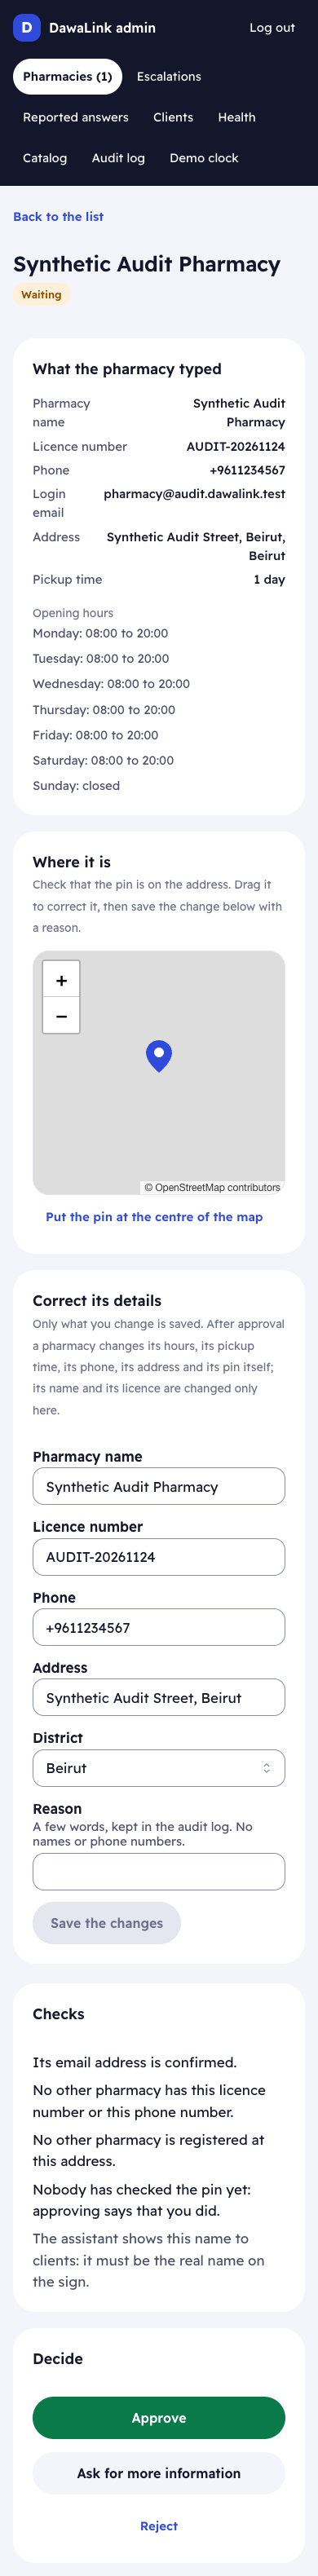 D DawaLink admin
Log out
Pharmacies (1)
Escalations
Reported answers
Clients
Health
Catalog
Audit log
Demo clock
Back to the list
Synthetic Audit Pharmacy
Waiting
What the pharmacy typed
Pharmacy name
Synthetic Audit Pharmacy
Licence number
AUDIT-20261124
Phone
+9611234567
Login email
pharmacy@audit.dawalink.test
Address
Synthetic Audit Street, Beirut, Beirut
Pickup time
1 day
Opening hours
Monday: 08:00 to 20:00
Tuesday: 08:00 to 20:00
Wednesday: 08:00 to 20:00
Thursday: 08:00 to 20:00
Friday: 08:00 to 20:00
Saturday: 08:00 to 20:00
Sunday: closed
Where it is
Check that the pin is on the address. Drag it
to correct it, then save the change below with
a reason.
+
−
© OpenStreetMap contributors
Put the pin at the centre of the map
Correct its details
Only what you change is saved. After approval
a pharmacy changes its hours, its pickup
time, its phone, its address and its pin itself;
its name and its licence are changed only
here.
Pharmacy name
Synthetic Audit Pharmacy
Licence number
AUDIT-20261124
Phone
+9611234567
Address
Synthetic Audit Street, Beirut
District
Beirut
Reason
A few words, kept in the audit log. No
names or phone numbers.
Save the changes
Checks
Its email address is confirmed.
No other pharmacy has this licence
number or this phone number.
No other pharmacy is registered at
this address.
Nobody has checked the pin yet:
approving says that you did.
The assistant shows this name to
clients: it must be the real name on
the sign.
Decide
Approve
Ask for more information
Reject